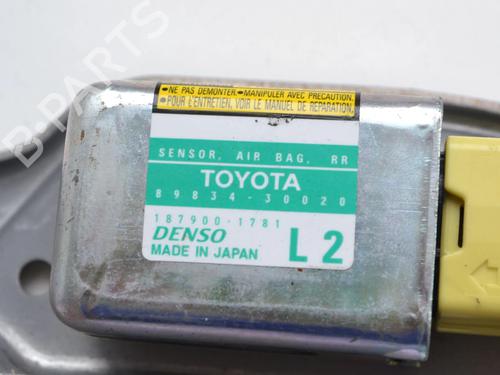 B-PARTS
•NE PAS DEMONTER.•MANIPULER AVEC PRECAUTION.
•POUR L'ENTRETIEN, VOIR LE MANUEL DE REPARATION.
SENSOR, AIR BAG, RR
TOYOTA
89834-30020
187900-1781
DENSO
MADE IN JAPAN
L2